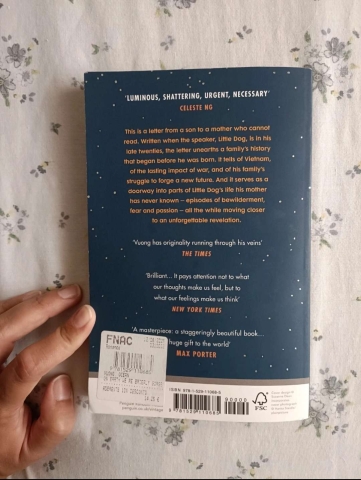 'LUMINOUS, SHATTERING, URGENT, NECESSARY'
CELESTE NG
This is a letter from a son to a mother who cannot
read. Written when the speaker, Little Dog, is in his
late twenties, the letter unearths a family's history
that began before he was born. It tells of Vietnam,
of the lasting impact of war, and of his family's
struggle to forge a new future. And it serves as a
doorway into parts of Little Dog's life his mother
has never known – episodes of bewilderment,
fear and passion – all the while moving closer
to an unforgettable revelation.
'Vuong has originality running through his veins'
THE TIMES
'Brilliant... It pays attention not to what
our thoughts make us feel, but to
what our feelings make us think'
NEW YORK TIMES
'A masterpiece: a staggeringly beautiful book...
huge gift to the world'
MAX PORTER
FNAC
ISBN
90000
FSC